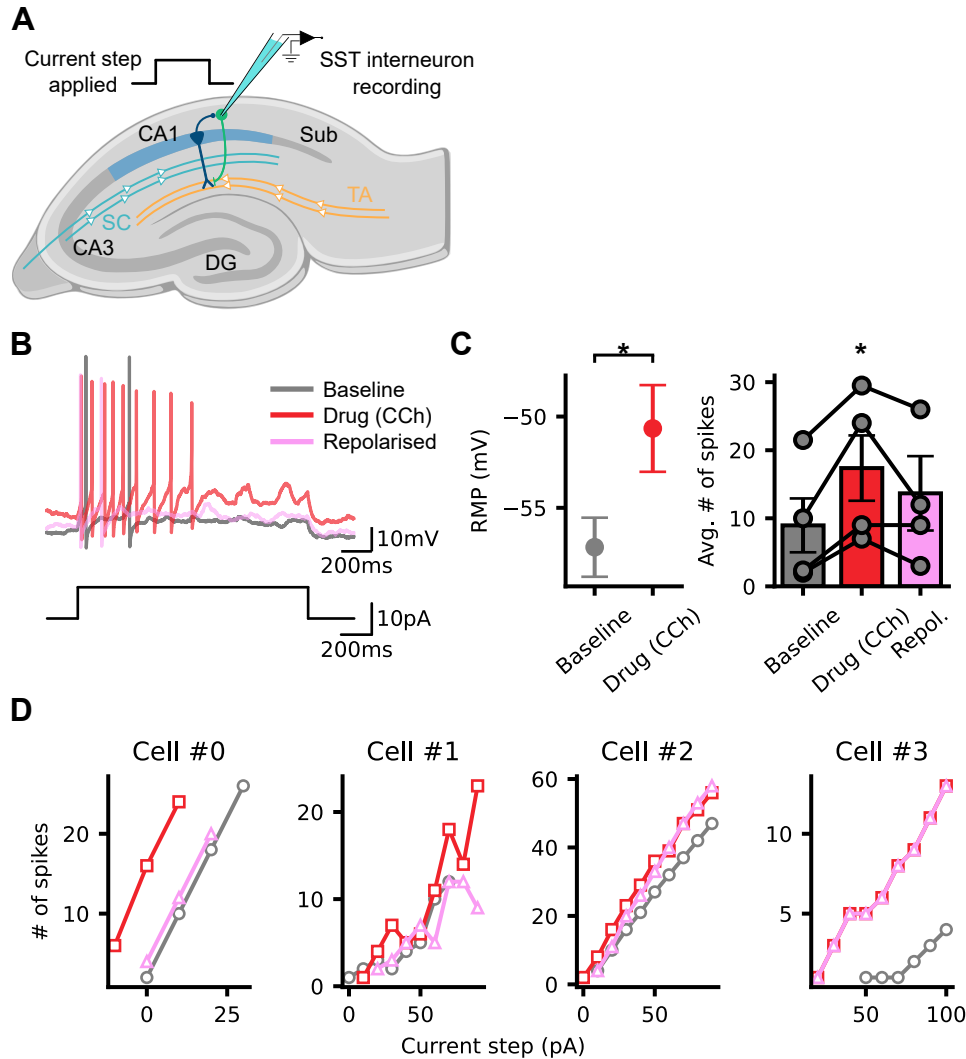 A
Current step
applied
SST interneuron
recording
CA1
Sub
TA
SC
CA3
DG
B
Baseline
Drug (CCh)
Repolarised
10mV
200ms
10pA
200ms
C
*
RMP (mV)
−50
−55
Baseline
Drug (CCh)
*
Avg. # of spikes
30
20
10
0
Baseline
Drug (CCh)
Repol.
D
Cell #0
Cell #1
Cell #2
Cell #3
# of spikes
20
10
0
25
20
10
0
0
50
60
40
20
0
0
50
10
5
50
100
Current step (pA)